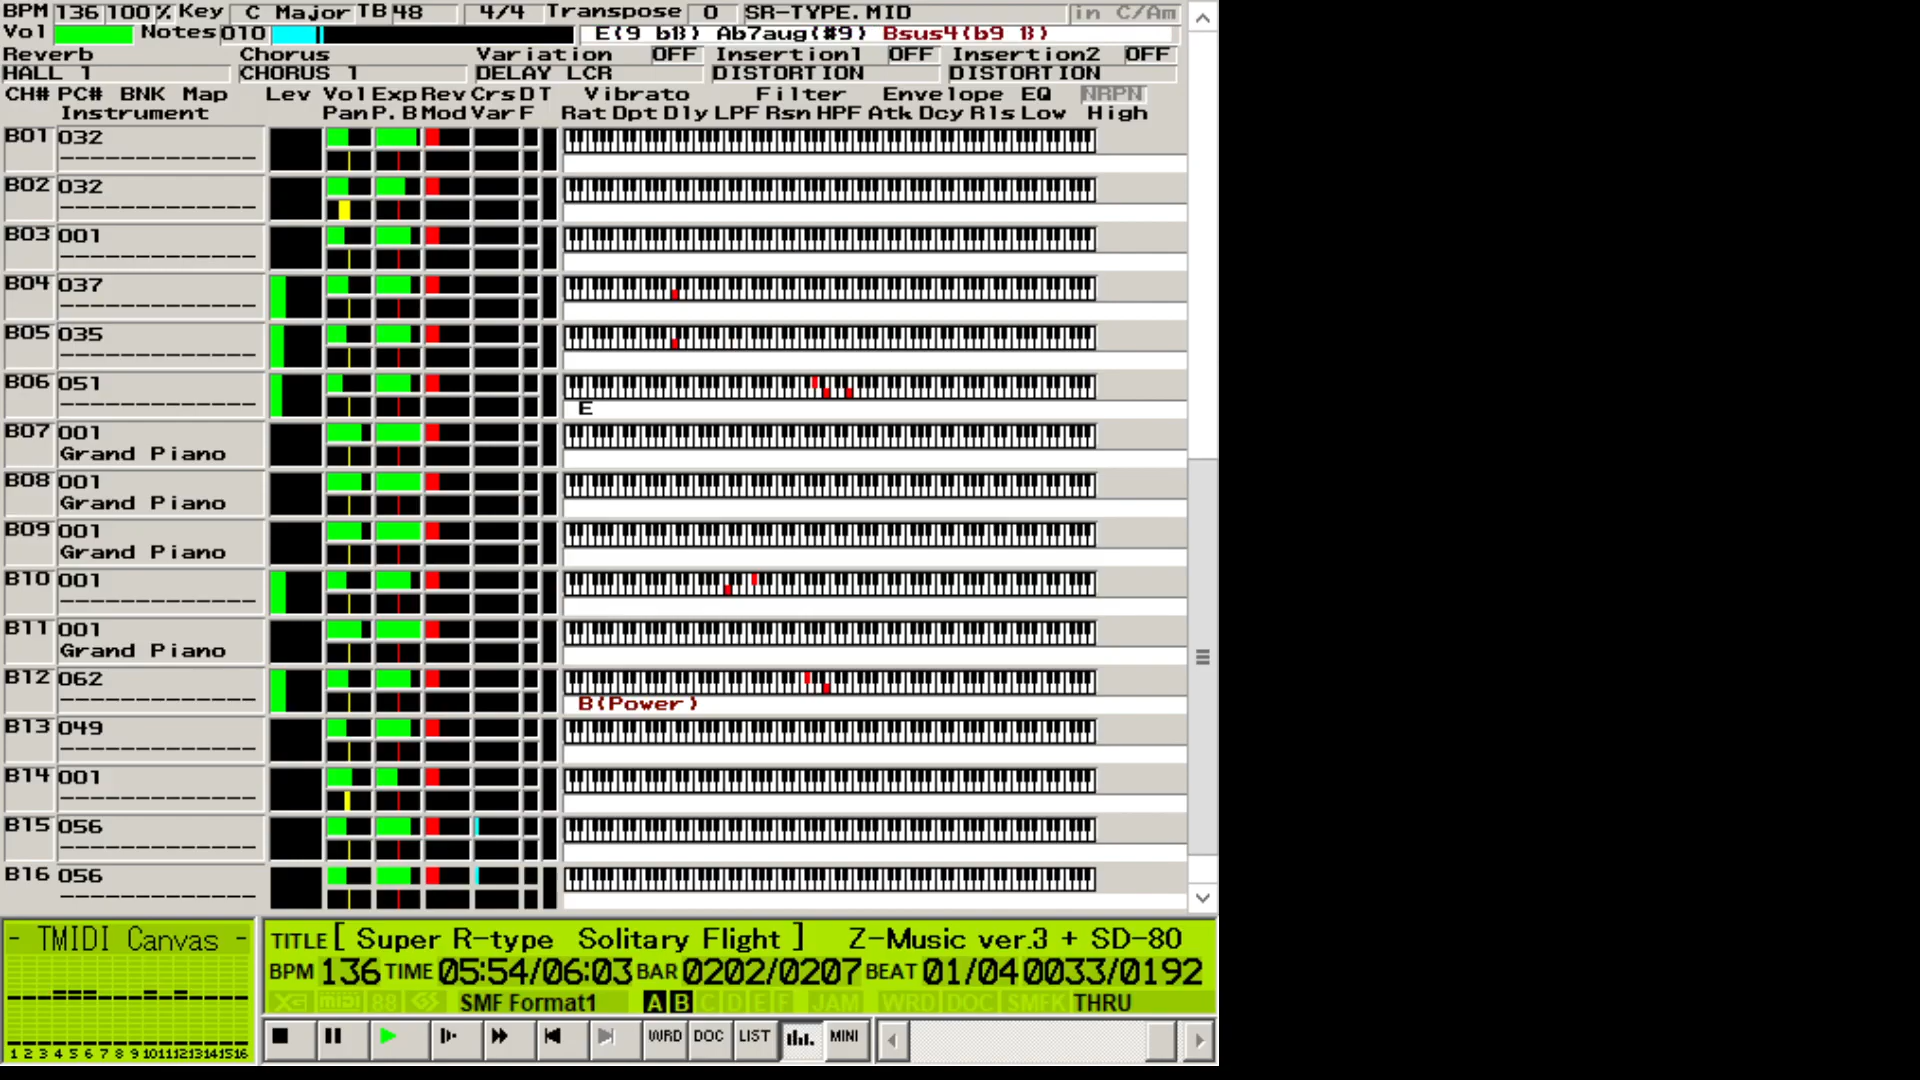 BPM 136 100% Key C Major TB 48 4/4 Transpose 0 SR-TYPE.MID in C/Am
Vol Notes 010 Ab7aug(#9)
Reverb Chorus Variation OFF Insertion1 OFF Insertion2 OFF
HALL 1 CHORUS 1 DELAY LCR DISTORTION DISTORTION
CH# PC# BNK Map Lev Vol Exp Rev Crs DT Vibrato Filter Envelope EQ NRPN
Instrument Pan P.B Mod Var F Rat Dpt Dly LPF Rsn HPF Atk Dcy Rls Low High
B01 032
B02 032
B03 001
B04 037
B05 035
B06 051
E
B07 001
Grand Piano
B08 001
Grand Piano
B09 001
Grand Piano
B10 001
B11 001
Grand Piano
B12 062
B(Power)
B13 049
B14 001
B15 056
B16 056
- TMIDI Canvas -
TITLE [ Super R-type Solitary Flight ] Z-Music ver.3 + SD-80
BPM 136 TIME 05:54/06:03 BAR 0202/0207 BEAT 01/04 0033/0192
XG midi 88 GS SMF Format1 A B C D E F JAM WRD DOC SMFK THRU
1 2 3 4 5 6 7 8 9 10 11 12 13 14 15 16
WRD DOC LIST MINI